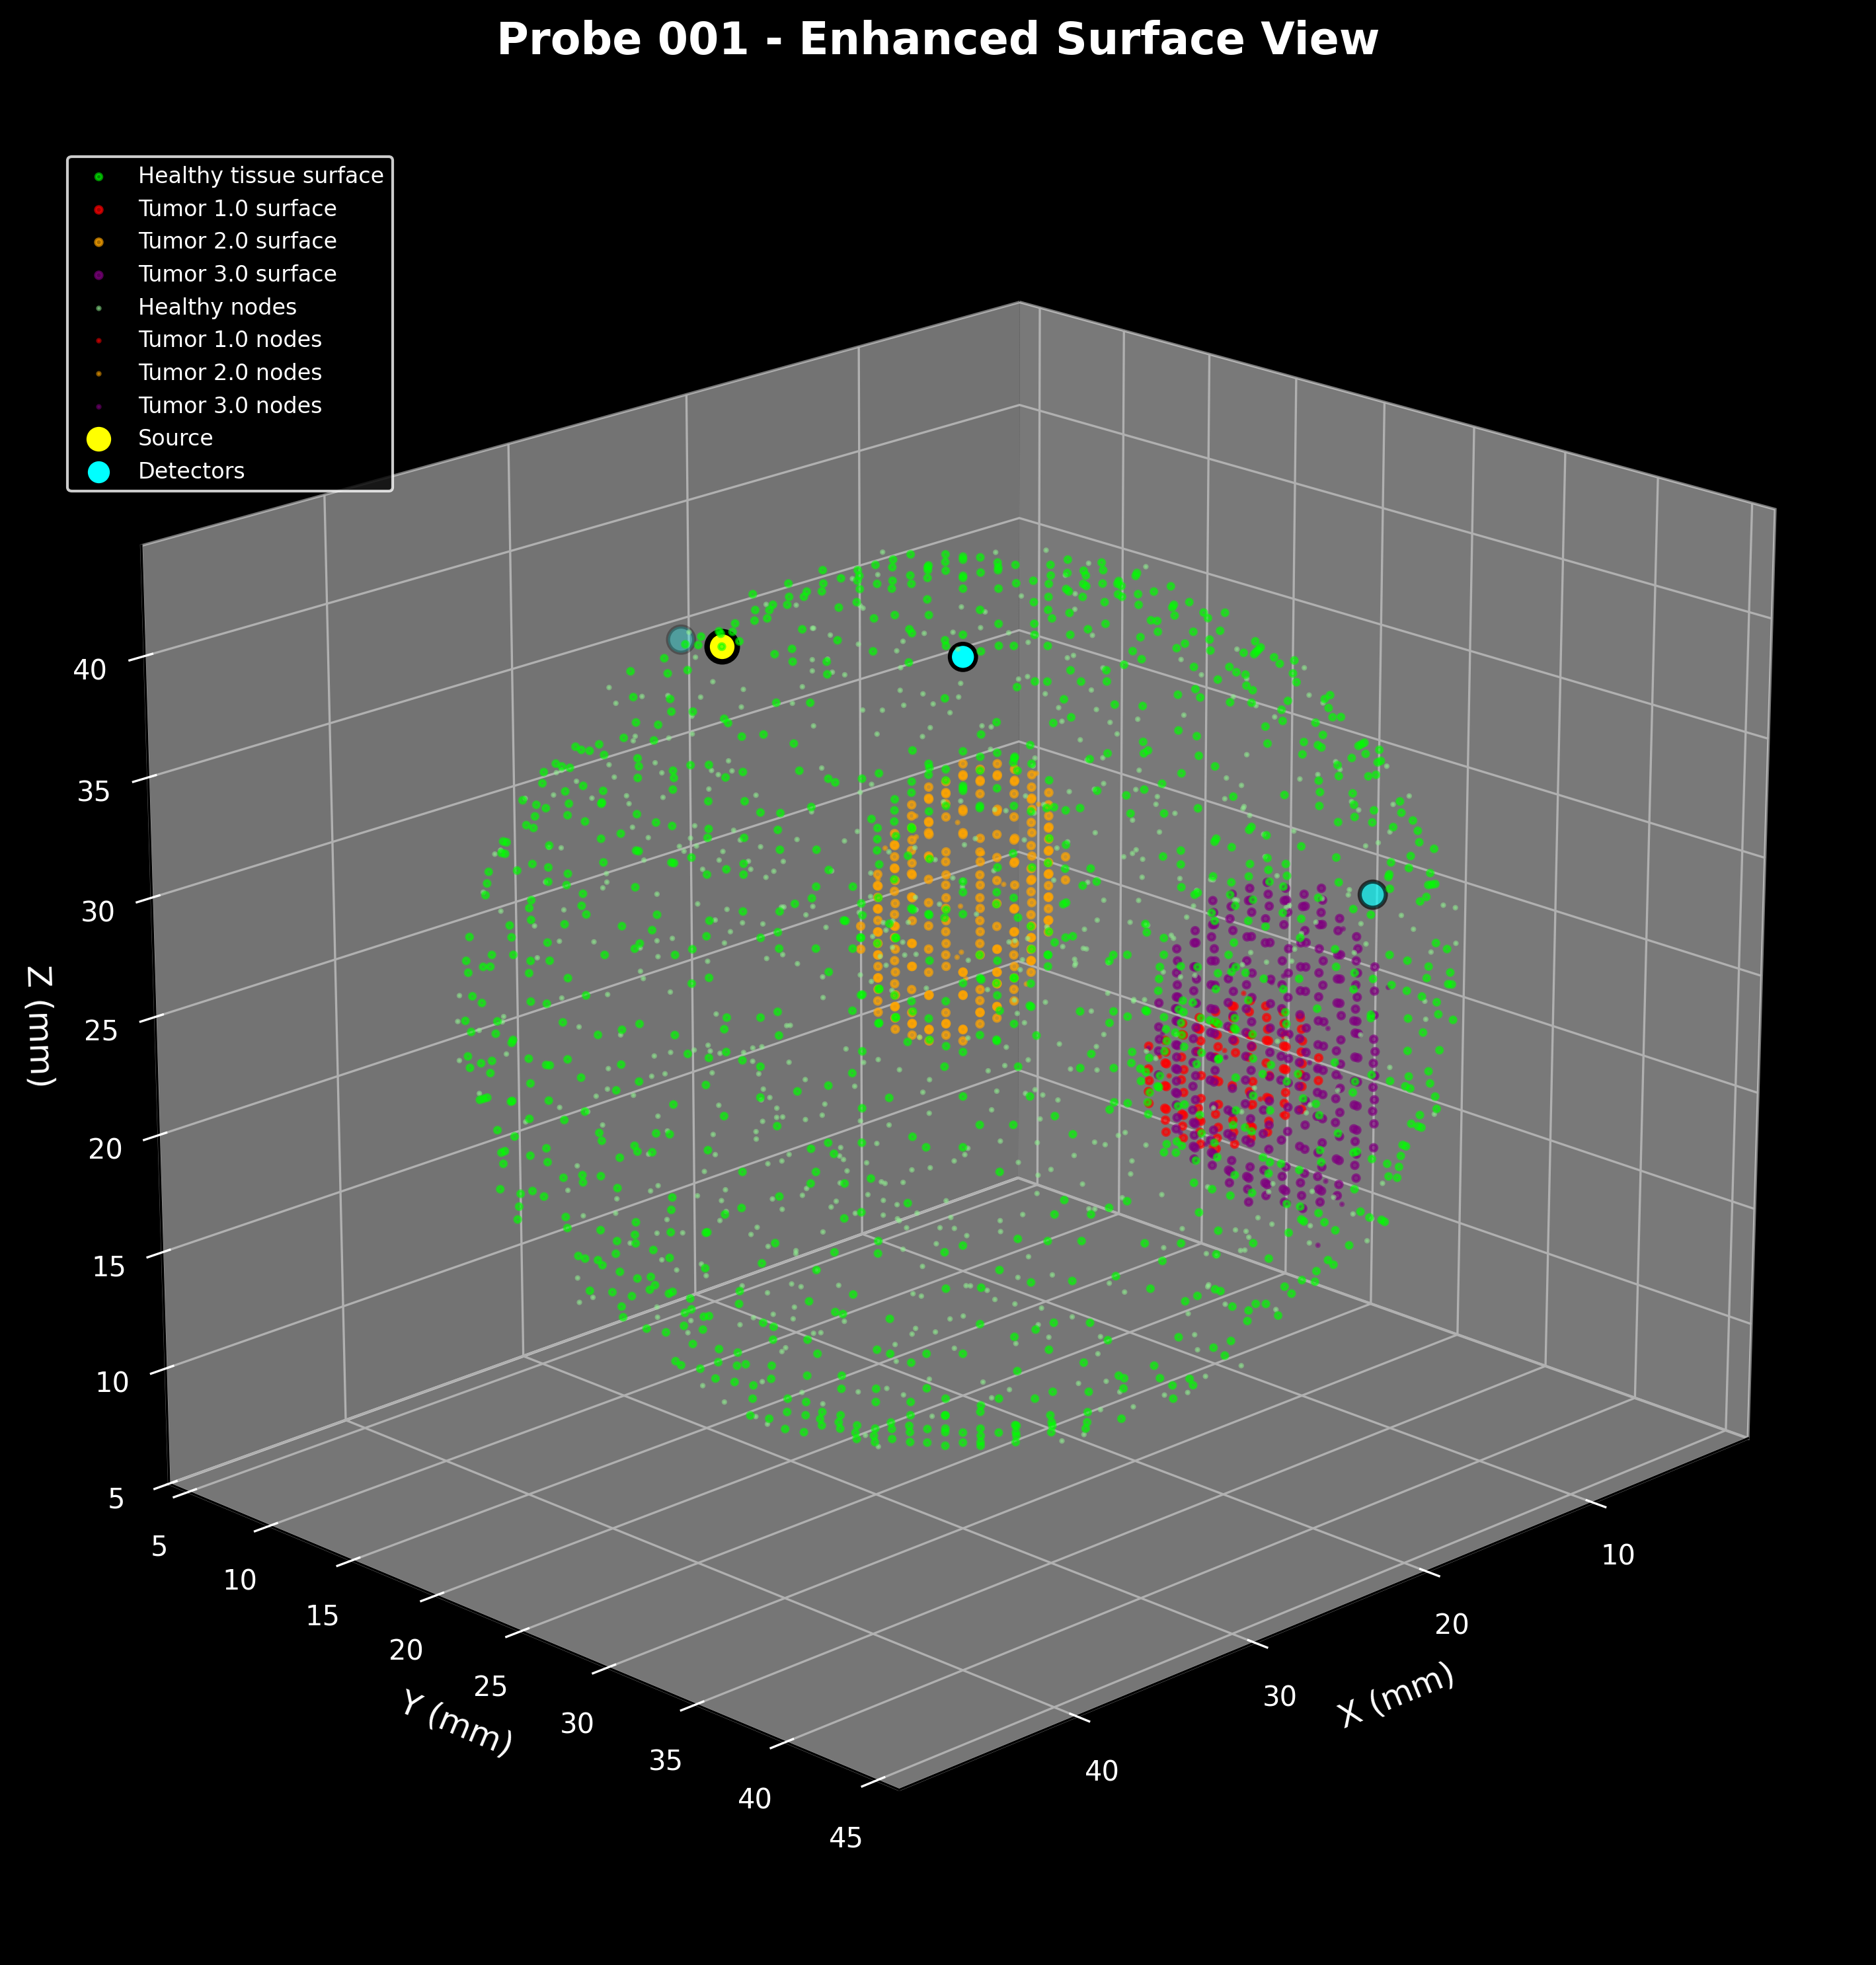 Probe 001 - Enhanced Surface View
Healthy tissue surface
Tumor 1.0 surface
Tumor 2.0 surface
Tumor 3.0 surface
Healthy nodes
Tumor 1.0 nodes
Tumor 2.0 nodes
Tumor 3.0 nodes
Source
Detectors
40
35
30
25
20
15
10
5
Z (mm)
5
10
15
20
25
30
35
40
45
Y (mm)
10
20
30
40
X (mm)